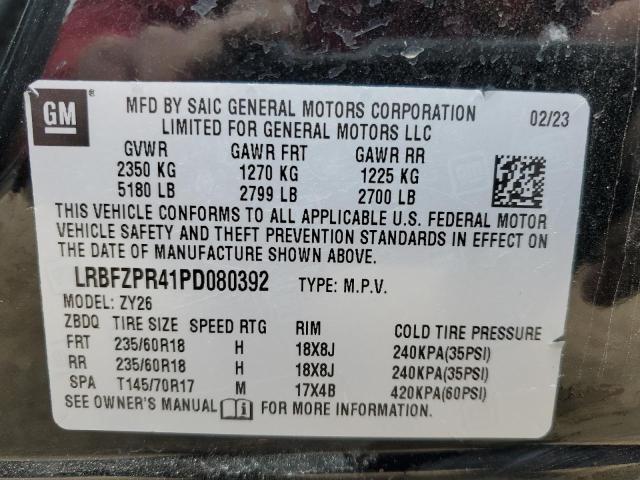 GM ®
MFD BY SAIC GENERAL MOTORS CORPORATION 02/23
LIMITED FOR GENERAL MOTORS LLC
GVWR GAWR FRT GAWR RR
2350 KG 1270 KG 1225 KG
5180 LB 2799 LB 2700 LB
THIS VEHICLE CONFORMS TO ALL APPLICABLE U.S. FEDERAL MOTOR
VEHICLE SAFETY AND THEFT PREVENTION STANDARDS IN EFFECT ON
THE DATE OF MANUFACTURE SHOWN ABOVE.
LRBFZPR41PD080392 TYPE: M.P.V.
MODEL: ZY26
ZBDQ TIRE SIZE SPEED RTG RIM COLD TIRE PRESSURE
FRT 235/60R18 H 18X8J 240KPA(35PSI)
RR 235/60R18 H 18X8J 240KPA(35PSI)
SPA T145/70R17 M 17X4B 420KPA(60PSI)
SEE OWNER'S MANUAL FOR MORE INFORMATION.